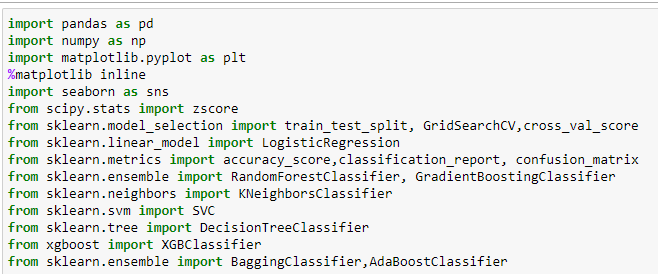 import pandas as pd
import numpy as np
import matplotlib.pyplot as plt
%matplotlib inline
import seaborn as sns
from scipy.stats import zscore
from sklearn.model_selection import train_test_split, GridSearchCV,cross_val_score
from sklearn.linear_model import LogisticRegression
from sklearn.metrics import accuracy_score,classification_report, confusion_matrix
from sklearn.ensemble import RandomForestClassifier, GradientBoostingClassifier
from sklearn.neighbors import KNeighborsClassifier
from sklearn.svm import SVC
from sklearn.tree import DecisionTreeClassifier
from xgboost import XGBClassifier
from sklearn.ensemble import BaggingClassifier,AdaBoostClassifier